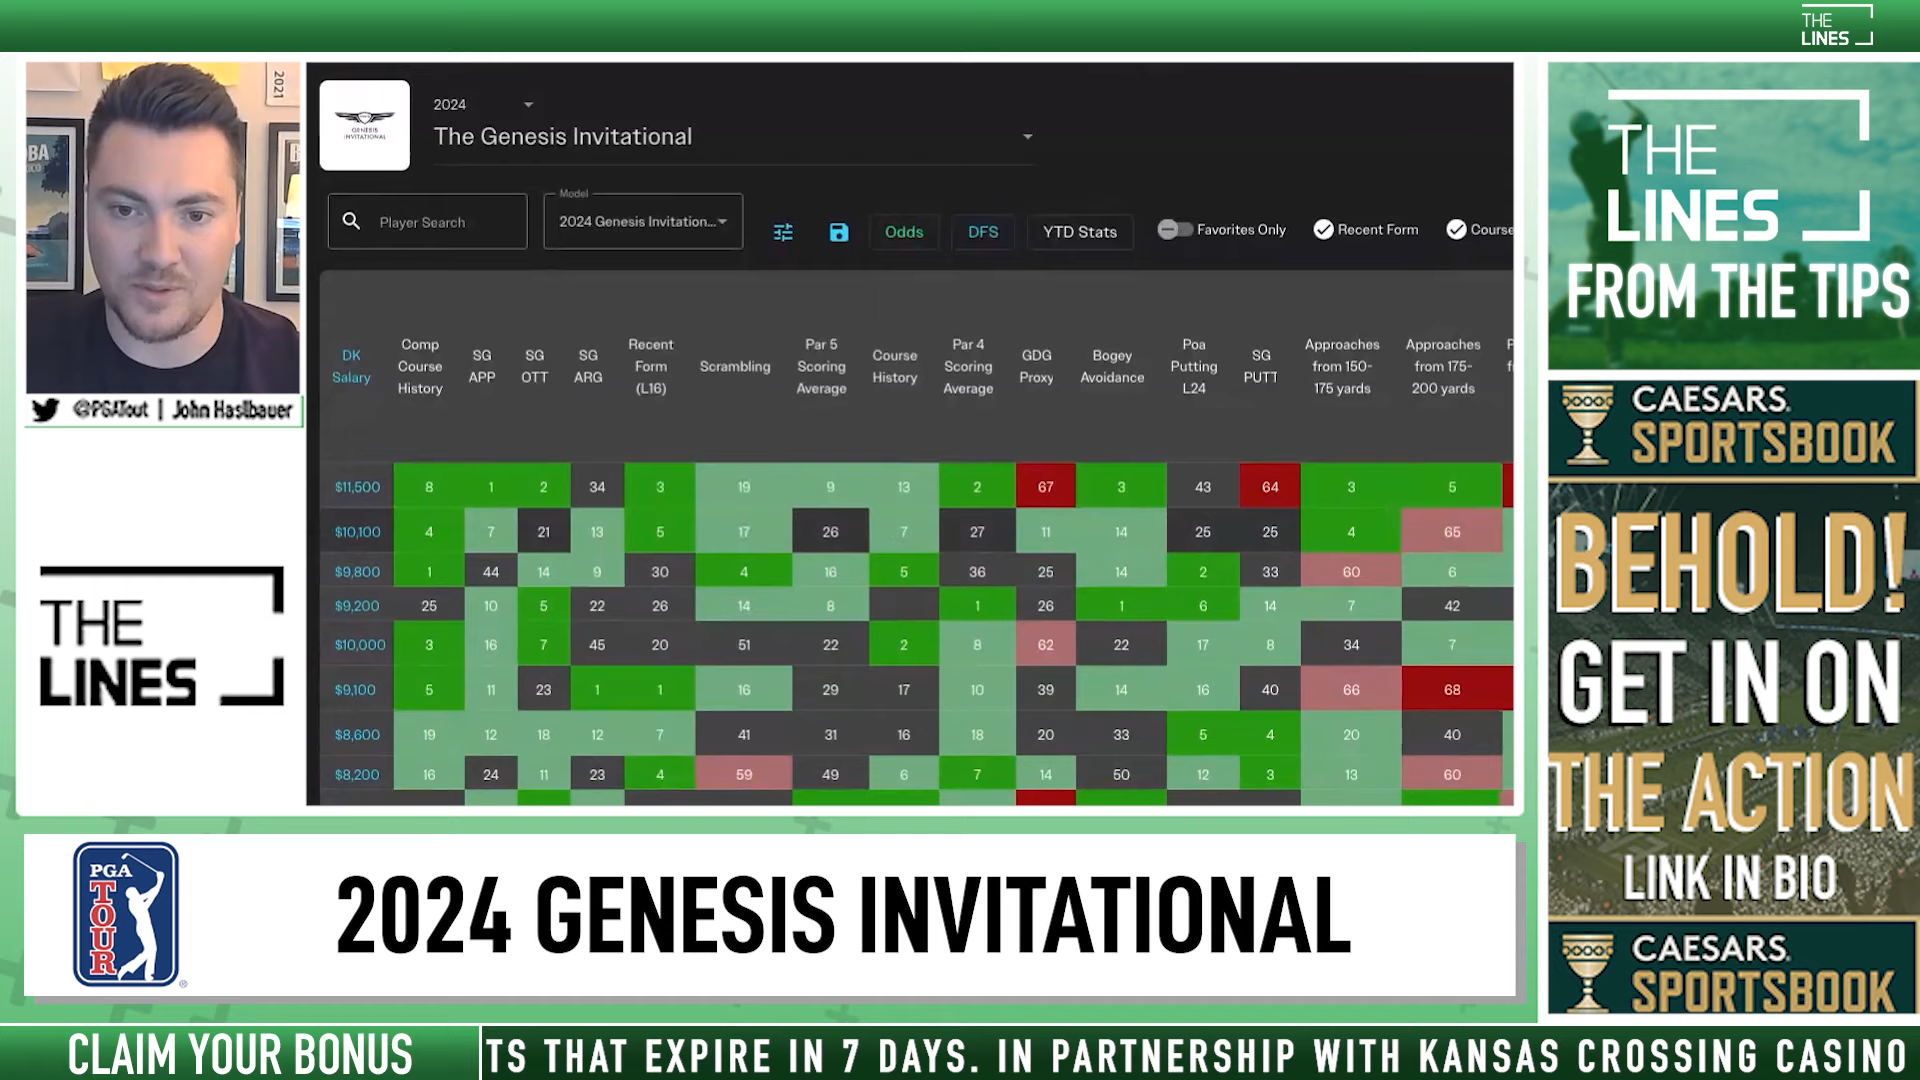 THE
LINES
2021
@PGATout | John Haslbauer
THE
LINES
GENESIS
INVITATIONAL
2024
The Genesis Invitational
Player Search
Model
2024 Genesis Invitation...
Odds
DFS
YTD Stats
Favorites Only
Recent Form
Course
DK Salary
Comp Course History
SG APP
SG OTT
SG ARG
Recent Form (L16)
Scrambling
Par 5 Scoring Average
Course History
Par 4 Scoring Average
GDG Proxy
Bogey Avoidance
Poa Putting L24
SG PUTT
Approaches from 150-175 yards
Approaches from 175-200 yards
$11,500 8 1 2 34 3 19 9 13 2 67 3 43 64 3 5
$10,100 4 7 21 13 5 17 26 7 27 11 14 25 25 4 65
$9,800 1 44 14 9 30 4 16 5 36 25 14 2 33 60 6
$9,200 25 10 5 22 26 14 8 1 26 1 6 14 7 42
$10,000 3 16 7 45 20 51 22 2 8 62 22 17 8 34 7
$9,100 5 11 23 1 1 16 29 17 10 39 14 16 40 66 68
$8,600 19 12 18 12 7 41 31 16 18 20 33 5 4 20 40
$8,200 16 24 11 23 4 59 49 6 7 14 50 12 3 13 60
THE
LINES
FROM THE TIPS
CAESARS
SPORTSBOOK
BEHOLD!
GET IN ON
THE ACTION
LINK IN BIO
CAESARS
SPORTSBOOK
PGA
TOUR
2024 GENESIS INVITATIONAL
CLAIM YOUR BONUS
TS THAT EXPIRE IN 7 DAYS. IN PARTNERSHIP WITH KANSAS CROSSING CASINO